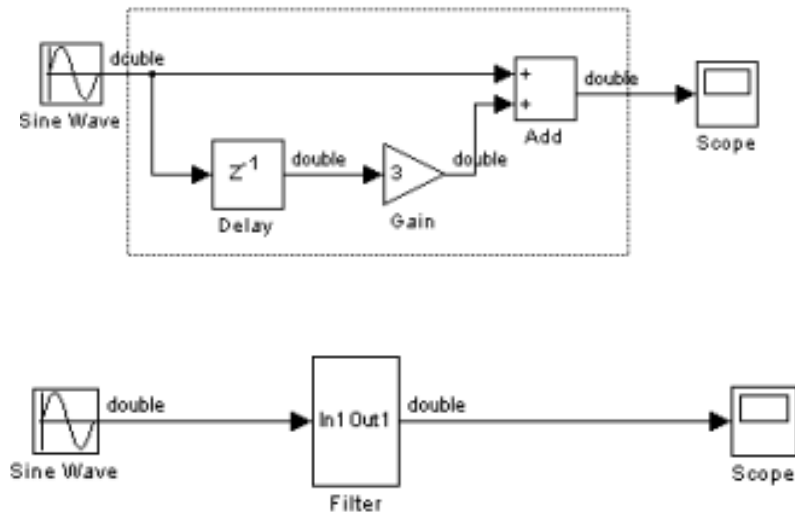 double
+
double
Sine Wave
+
Add
Scope
Z-1
double
3
double
Delay
Gain
double
In1 Out1
double
Sine Wave
Scope
Filter